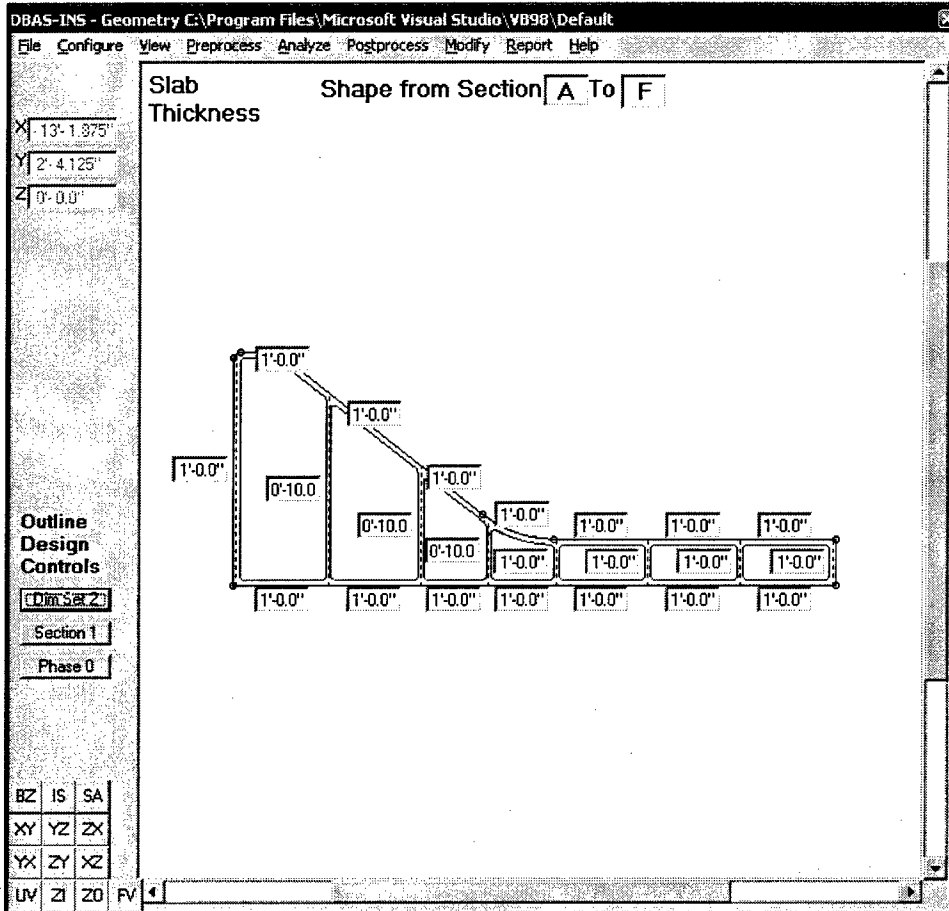 DBAS-INS - Geometry C:\Program Files\Microsoft Visual Studio\VB98\Default
File Configure View Preprocess Analyze Postprocess Modify Report Help
Slab Thickness
Shape from Section A To F
X -13'-1.875"
Y 2'-4.125"
Z 0'-0.0"
1'-0.0"
1'-0.0"
1'-0.0"
1'-0.0"
0'-10.0
1'-0.0"
1'-0.0"
1'-0.0"
1'-0.0"
0'-10.0
0'-10.0
1'-0.0"
1'-0.0"
1'-0.0"
1'-0.0"
1'-0.0"
1'-0.0"
1'-0.0"
1'-0.0"
1'-0.0"
1'-0.0"
1'-0.0"
Outline
Design
Controls
Dim Set 2
Section 1
Phase 0
BZ IS SA
XY YZ ZX
YX ZY XZ
UV ZI ZO FV